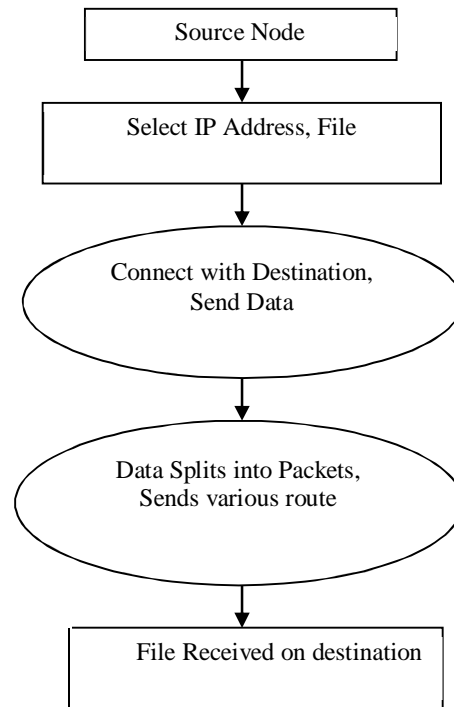 Source Node
Select IP Address, File
Connect with Destination,
Send Data
Data Splits into Packets,
Sends various route
File Received on destination